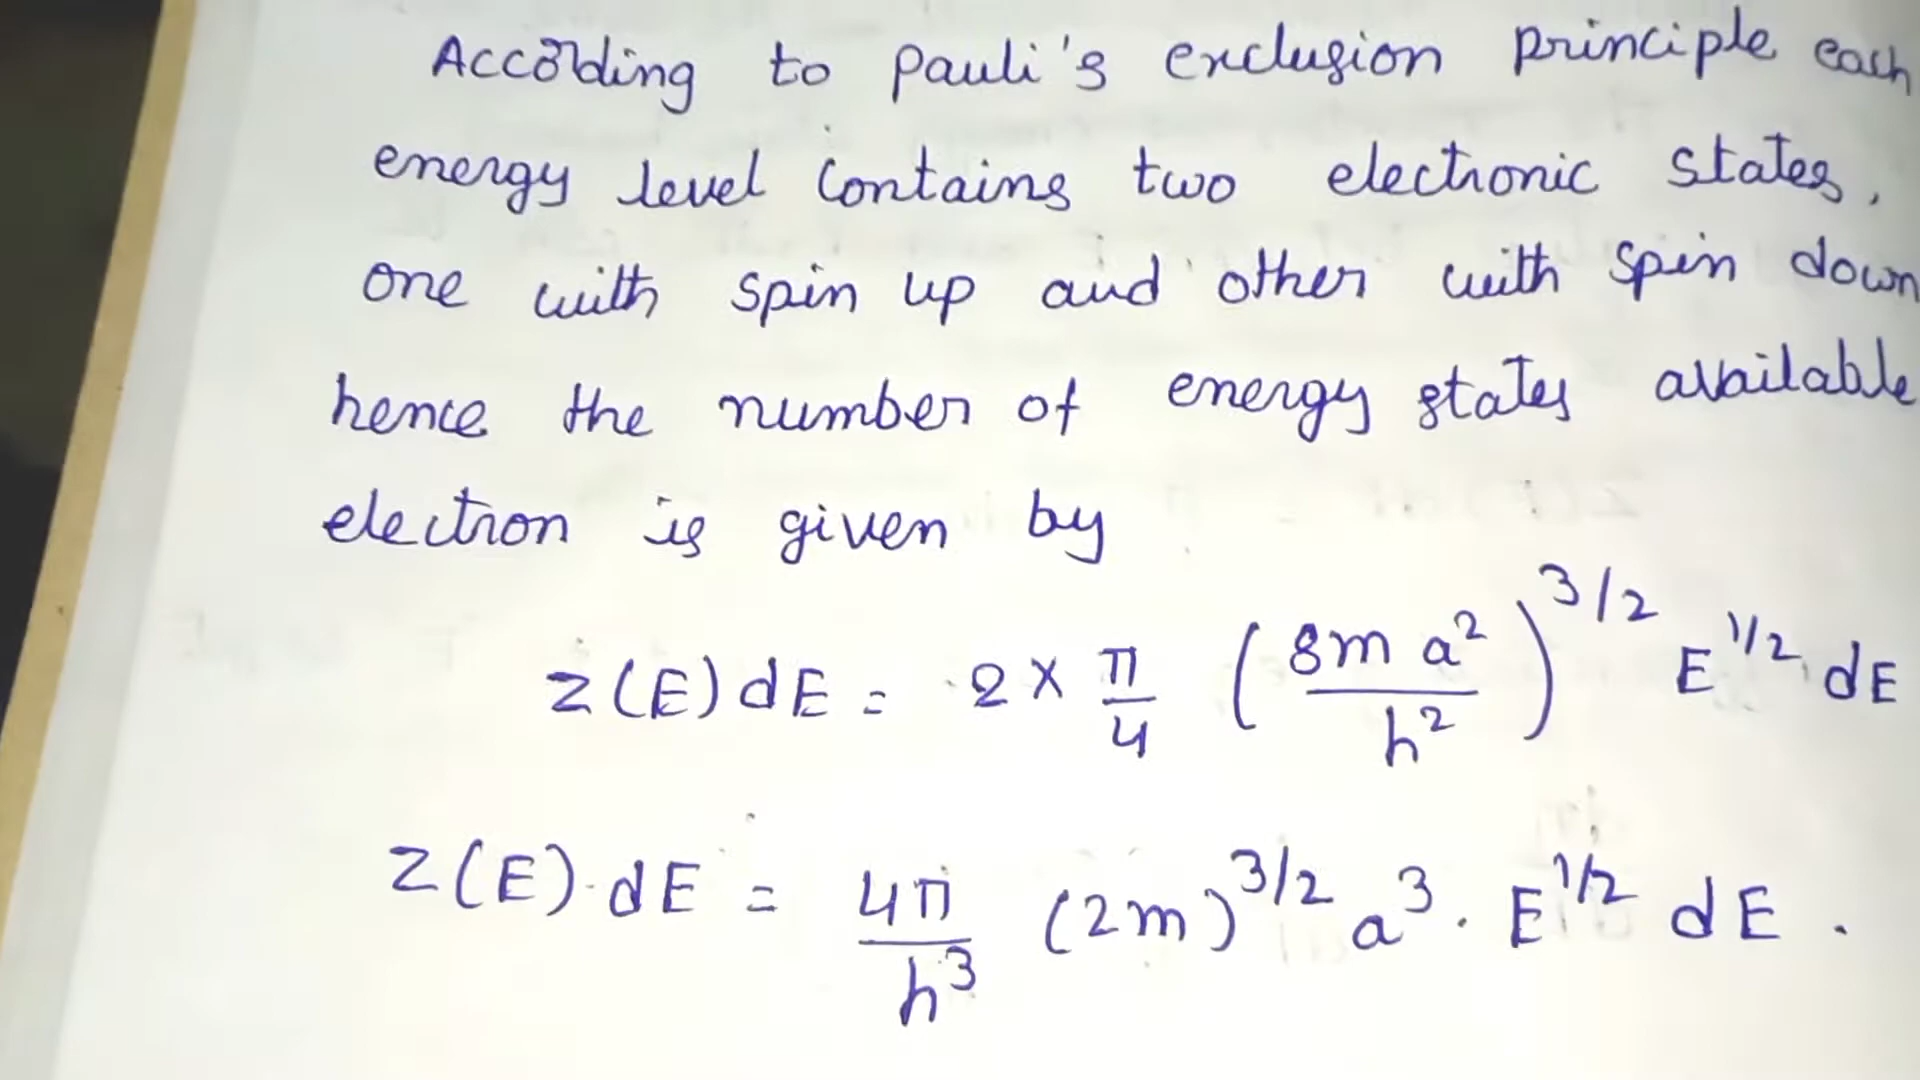 According to Pauli's exclusion principle each
energy level contains two electronic states,
one with spin up and other with spin down
hence the number of energy states available
electron is given by
Z(E)dE = 2 × π/4 (8m a²/h²)^3/2 E^1/2 dE
Z(E).dE = 4π/h³ (2m)^3/2 a³. E^1/2 dE.